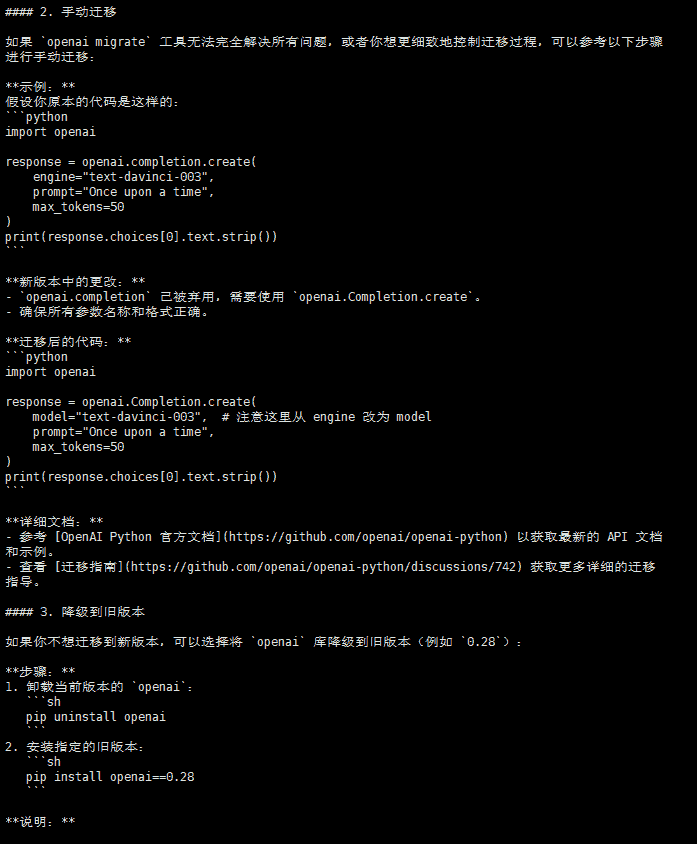 #### 2. 手动迁移
如果 `openai migrate` 工具无法完全解决所有问题，或者你想更细致地控制迁移过程，可以参考以下步骤
进行手动迁移：
**示例：**
假设你原本的代码是这样的：
```python
import openai
response = openai.completion.create(
    engine="text-davinci-003",
    prompt="Once upon a time",
    max_tokens=50
)
print(response.choices[0].text.strip())
```
**新版本中的更改：**
- `openai.completion` 已被弃用，需要使用 `openai.Completion.create`。
- 确保所有参数名称和格式正确。
**迁移后的代码：**
```python
import openai
response = openai.Completion.create(
    model="text-davinci-003",  # 注意这里从 engine 改为 model
    prompt="Once upon a time",
    max_tokens=50
)
print(response.choices[0].text.strip())
```
**详细文档：**
- 参考 [OpenAI Python 官方文档](https://github.com/openai/openai-python) 以获取最新的 API 文档
和示例。
- 查看 [迁移指南](https://github.com/openai/openai-python/discussions/742) 获取更多详细的迁移
指导。
#### 3. 降级到旧版本
如果你不想迁移到新版本，可以选择将 `openai` 库降级到旧版本（例如 `0.28`）：
**步骤：**
1. 卸载当前版本的 `openai`：
   ```sh
   pip uninstall openai
   ```
2. 安装指定的旧版本：
   ```sh
   pip install openai==0.28
   ```
**说明：**